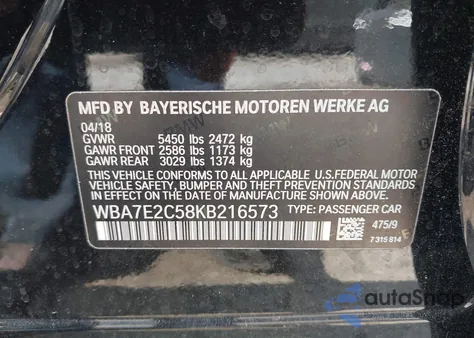 MFD BY BAYERISCHE MOTOREN WERKE AG
04/18
GVWR 5450 lbs 2472 kg
GAWR FRONT 2586 lbs 1173 kg
GAWR REAR 3029 lbs 1374 kg
THIS VEHICLE CONFORMS TO ALL APPLICABLE U.S.FEDERAL MOTOR
VEHICLE SAFETY, BUMPER, AND THEFT PREVENTION STANDARDS
IN EFFECT ON THE DATE OF MANUFACTURE SHOWN ABOVE.
WBA7E2C58KB216573 TYPE: PASSENGER CAR
475/9
7 315 814
autoSnap